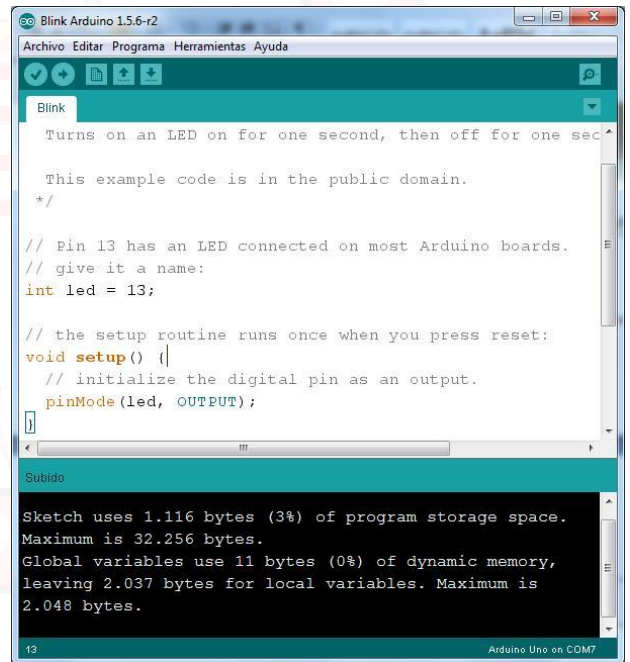 Blink Arduino 1.5.6-r2
Archivo Editar Programa Herramientas Ayuda
Blink
Turns on an LED on for one second, then off for one sec
This example code is in the public domain.
*/
// Pin 13 has an LED connected on most Arduino boards.
// give it a name:
int led = 13;
// the setup routine runs once when you press reset:
void setup() {
// initialize the digital pin as an output.
pinMode(led, OUTPUT);
}
Subido
Sketch uses 1.116 bytes (3%) of program storage space.
Maximum is 32.256 bytes.
Global variables use 11 bytes (0%) of dynamic memory,
leaving 2.037 bytes for local variables. Maximum is
2.048 bytes.
13 Arduino Uno on COM7